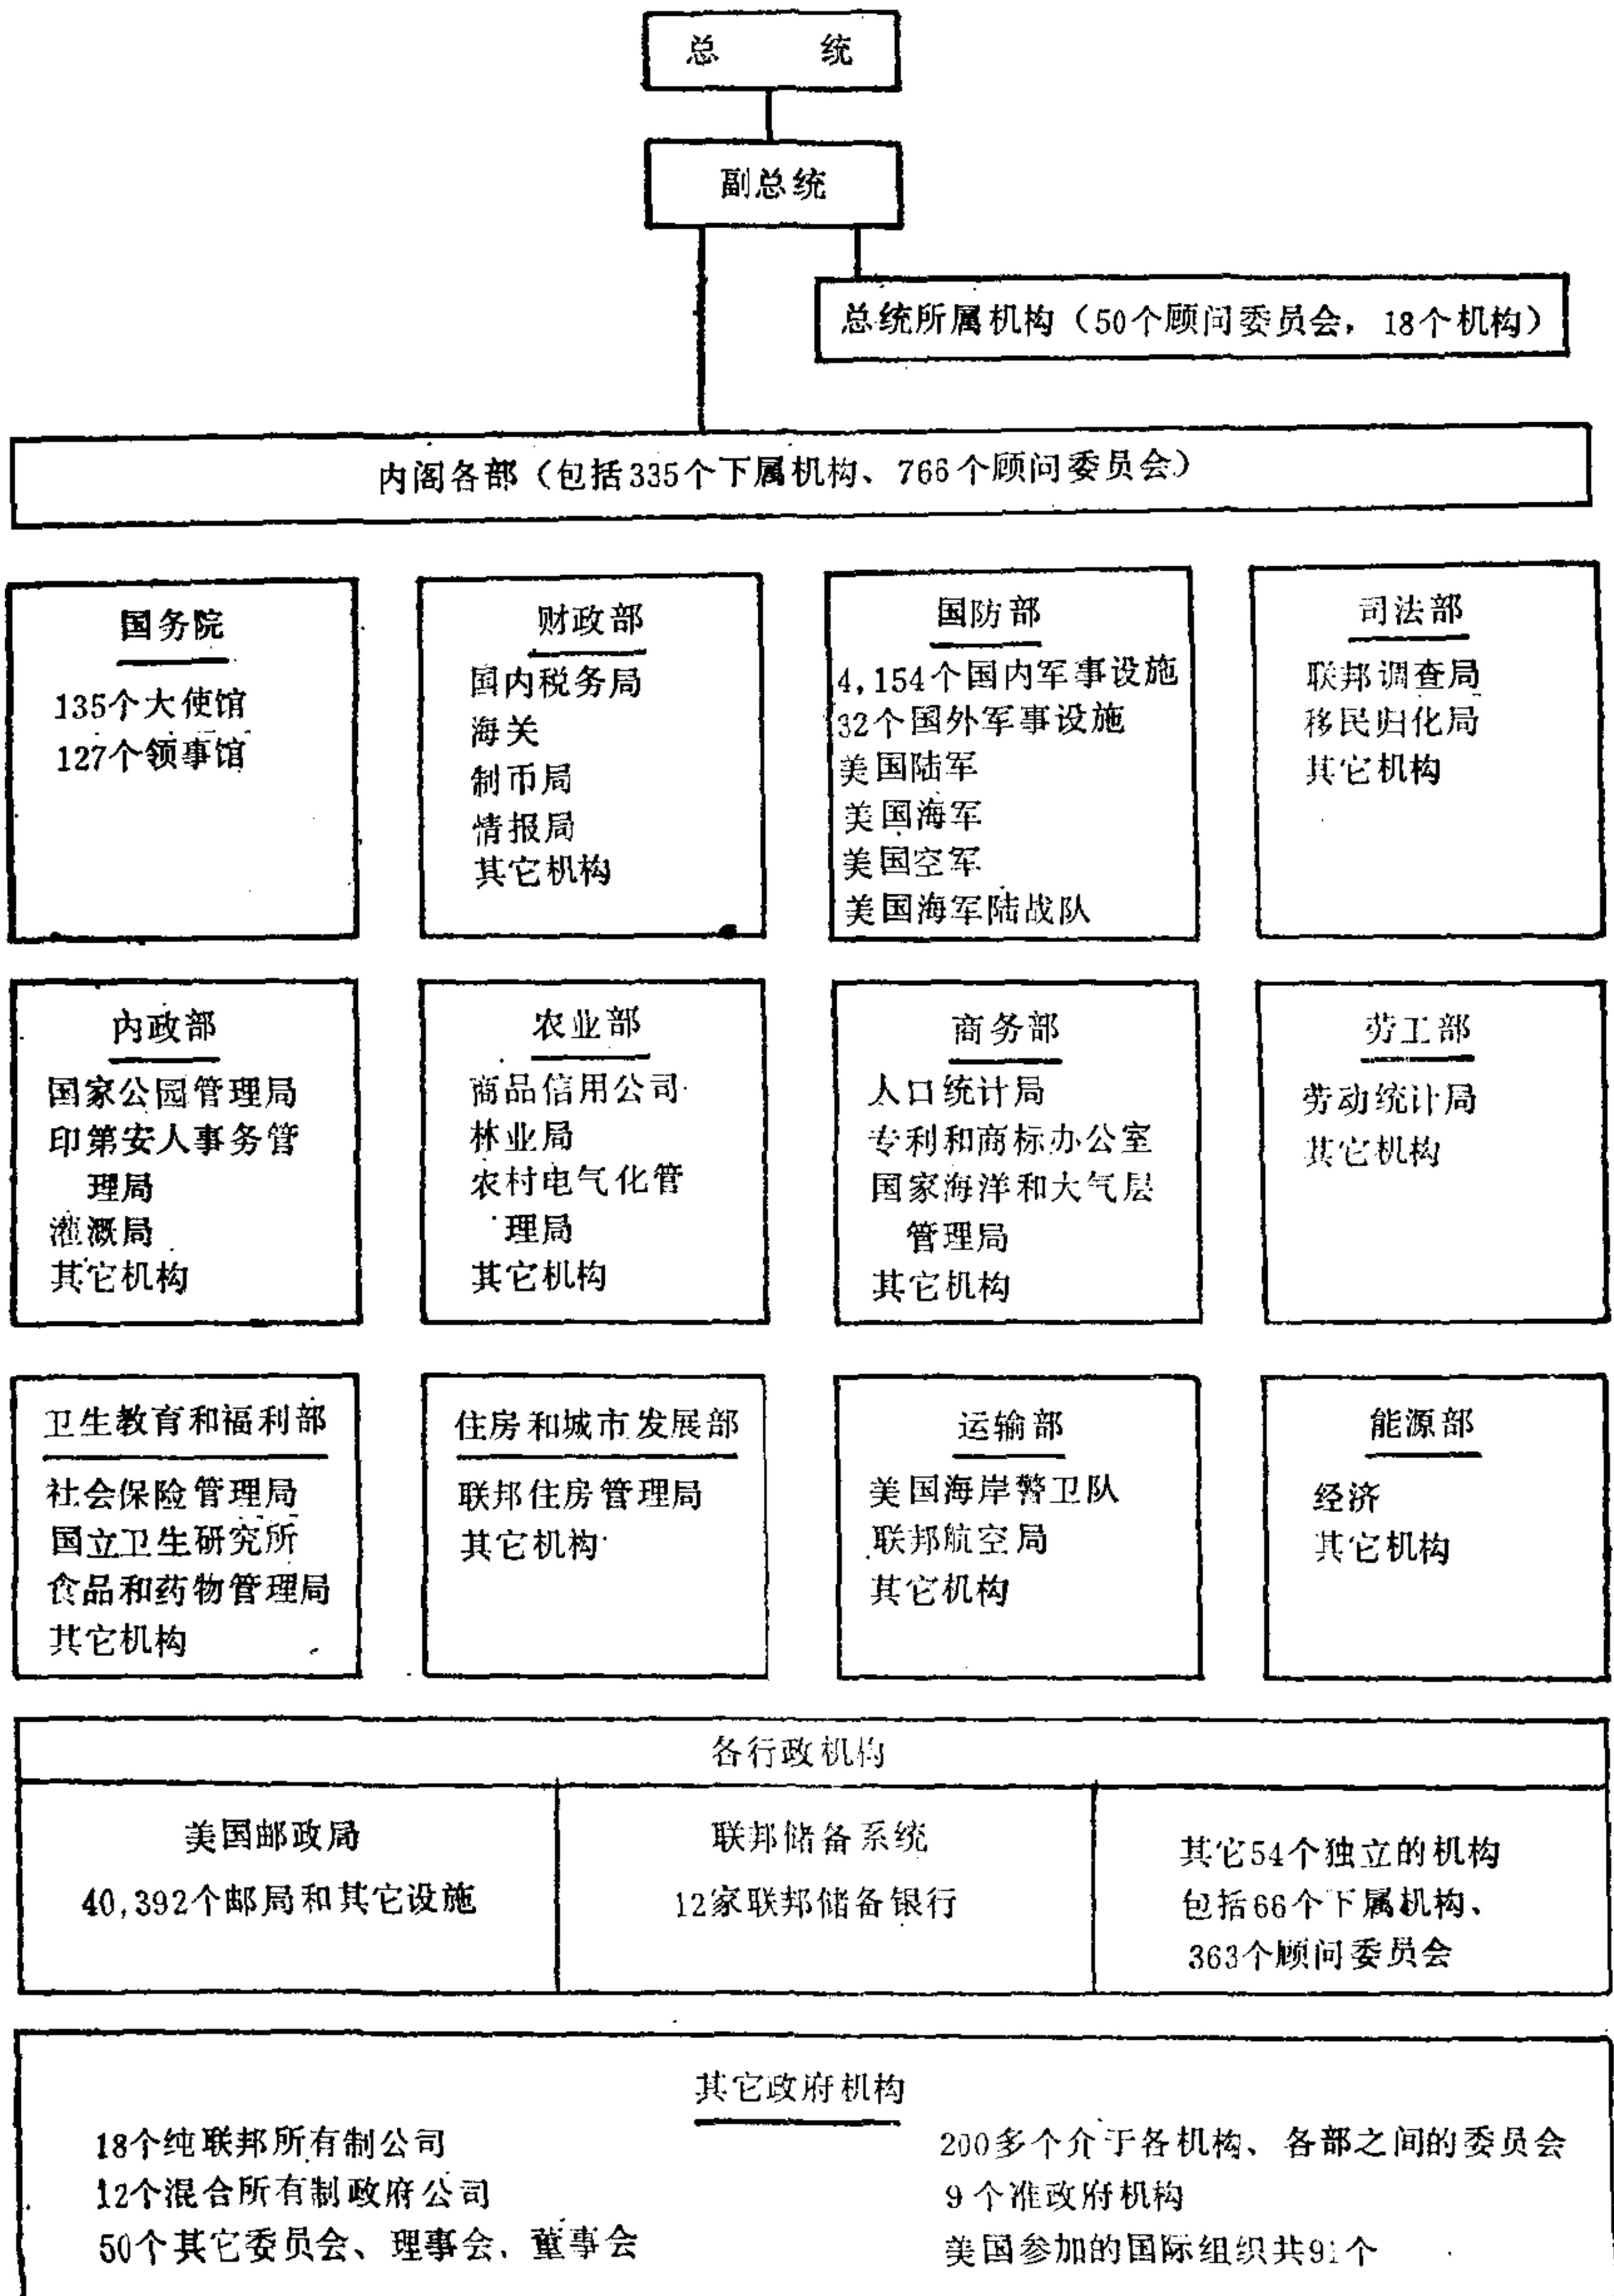 总 统
副总统
总统所属机构（50个顾问委员会，18个机构）
内阁各部（包括335个下属机构、766个顾问委员会）
国务院
135个大使馆
127个领事馆
财政部
国内税务局
海关
制币局
情报局
其它机构
国防部
4,154个国内军事设施
32个国外军事设施
美国陆军
美国海军
美国空军
美国海军陆战队
司法部
联邦调查局
移民归化局
其它机构
内政部
国家公园管理局
印第安人事务管
理局
灌溉局
其它机构
农业部
商品信用公司
林业局
农村电气化管
理局
其它机构
商务部
人口统计局
专利和商标办公室
国家海洋和大气层
管理局
其它机构
劳工部
劳动统计局
其它机构
卫生教育和福利部
社会保险管理局
国立卫生研究所
食品和药物管理局
其它机构
住房和城市发展部
联邦住房管理局
其它机构
运输部
美国海岸警卫队
联邦航空局
其它机构
能源部
经济
其它机构
各行政机构
美国邮政局
40,392个邮局和其它设施
联邦储备系统
12家联邦储备银行
其它54个独立的机构
包括66个下属机构、
363个顾问委员会
其它政府机构
18个纯联邦所有制公司
12个混合所有制政府公司
50个其它委员会、理事会、董事会
200多个介于各机构、各部之间的委员会
9个准政府机构
美国参加的国际组织共91个